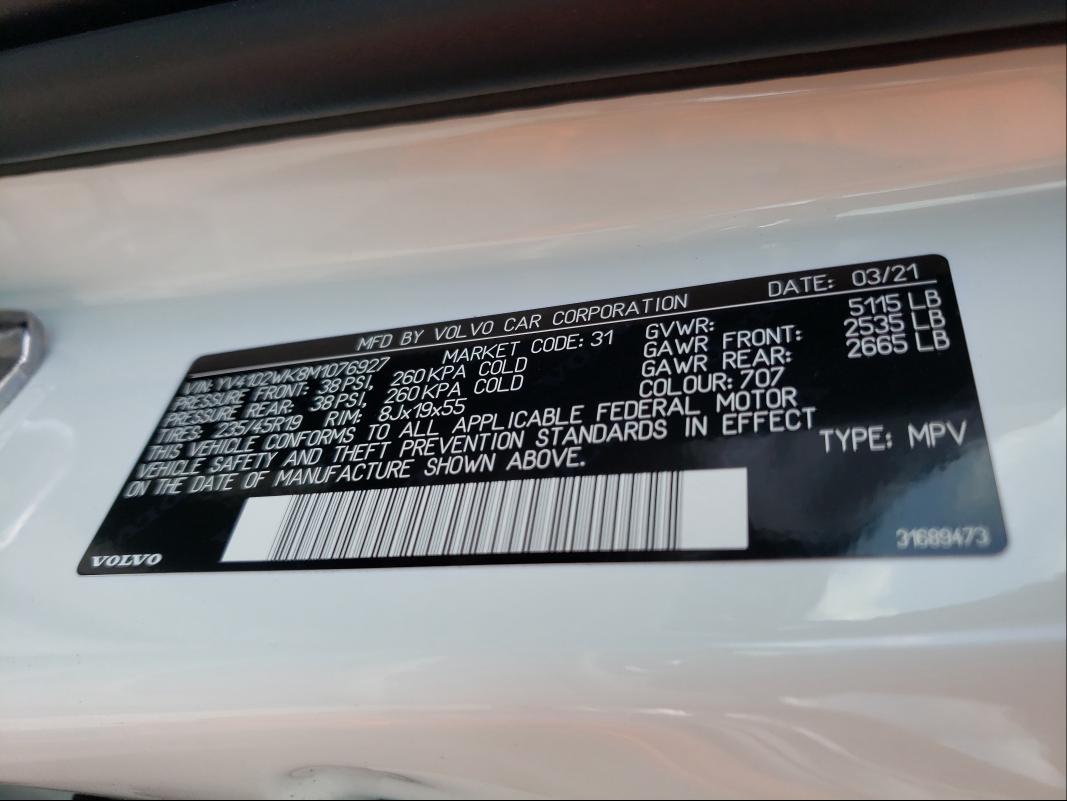 MFD BY VOLVO CAR CORPORATION DATE: 03/21
VIN: YV4102WK8M1076927 MARKET CODE: 31 GVWR: 5115 LB
PRESSURE FRONT: 38 PSI, 260 KPA COLD GAWR FRONT: 2535 LB
PRESSURE REAR: 38 PSI, 260 KPA COLD GAWR REAR: 2665 LB
TIRES: 235/45R19 RIM: 8Jx19x55 COLOUR: 707
THIS VEHICLE CONFORMS TO ALL APPLICABLE FEDERAL MOTOR
VEHICLE SAFETY AND THEFT PREVENTION STANDARDS IN EFFECT
ON THE DATE OF MANUFACTURE SHOWN ABOVE. TYPE: MPV
VOLVO 31689473